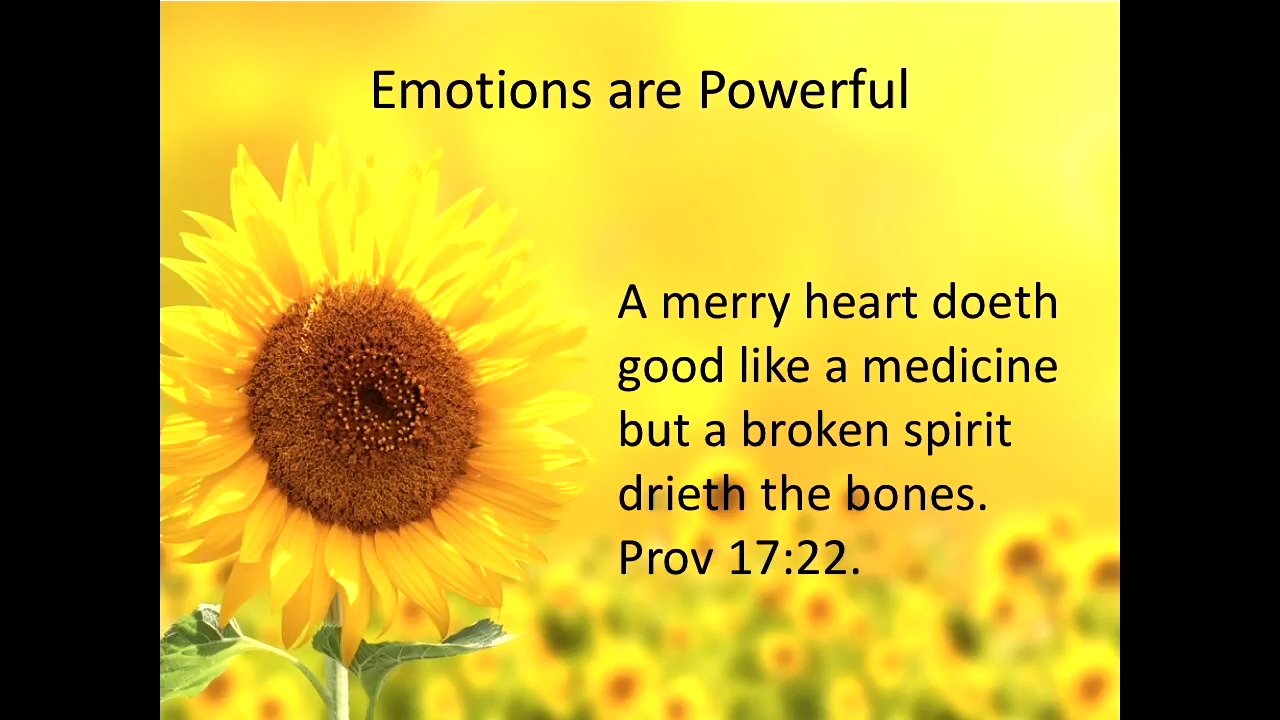 Emotions are Powerful
A merry heart doeth
good like a medicine
but a broken spirit
drieth the bones.
Prov 17:22.